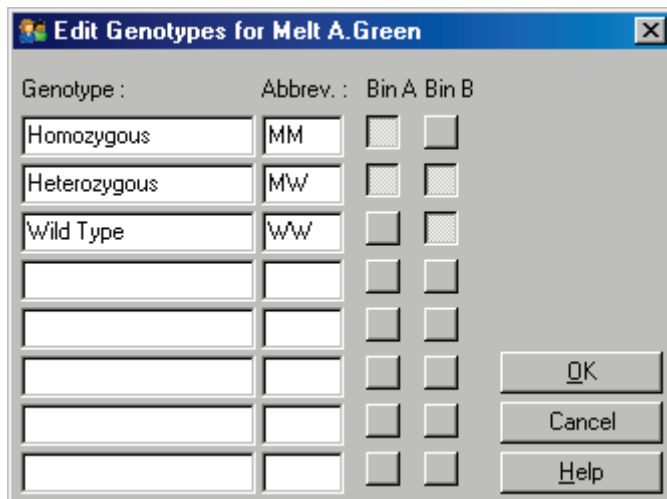 Edit Genotypes for Melt A.Green
Genotype : Abbrev. : Bin A Bin B
Homozygous MM
Heterozygous MW
Wild Type WW
OK
Cancel
Help